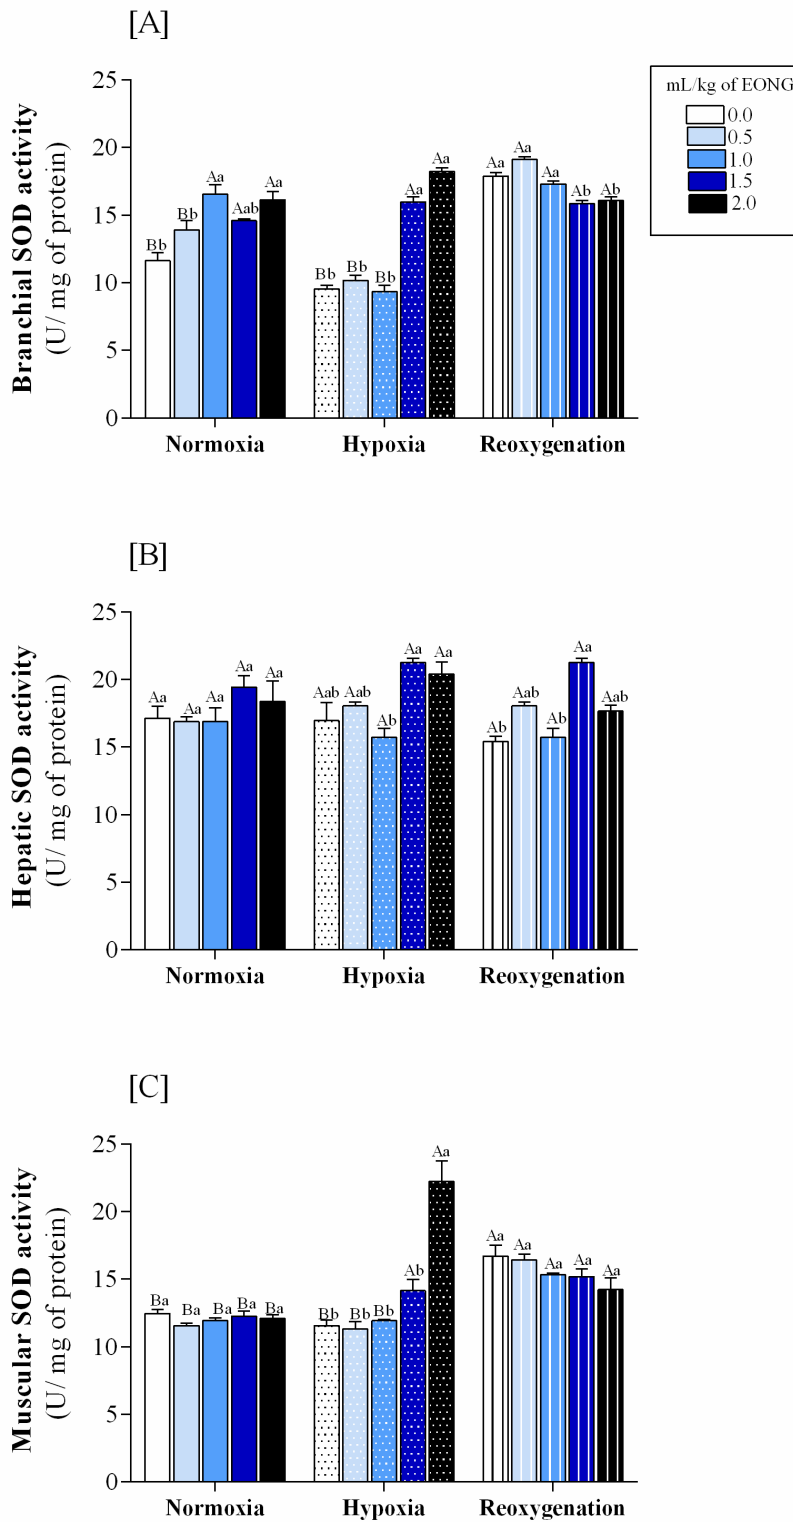 [A]
Branchial SOD activity
(U/ mg of protein)
25
20
15
10
5
0
Bb
Bb
Aa
Aab
Aa
Bb
Bb
Bb
Aa
Aa
Aa
Aa
Aa
Ab
Ab
Normoxia
Hypoxia
Reoxygenation
mL/kg of EONG
0.0
0.5
1.0
1.5
2.0
[B]
Hepatic SOD activity
(U/ mg of protein)
25
20
15
10
5
0
Aa
Aa
Aa
Aa
Aa
Aab
Aab
Ab
Aa
Aa
Ab
Aab
Ab
Aa
Aab
Normoxia
Hypoxia
Reoxygenation
[C]
Muscular SOD activity
(U/ mg of protein)
25
20
15
10
5
0
Ba
Ba
Ba
Ba
Ba
Bb
Bb
Bb
Ab
Aa
Aa
Aa
Aa
Aa
Aa
Normoxia
Hypoxia
Reoxygenation